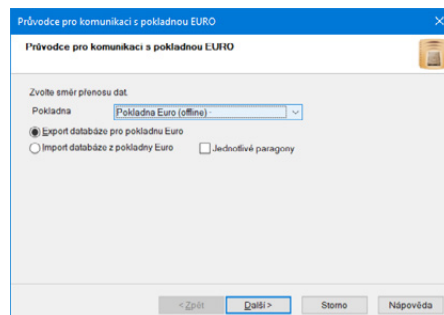 Průvodce pro komunikaci s pokladnou EURO
Průvodce pro komunikaci s pokladnou EURO
Zvolte směr přenosu dat.
Pokladna Pokladna Euro (offline) -
Export databáze pro pokladnu Euro
Import databáze z pokladny Euro Jednotlivé paragony
< Zpět Další > Storno Nápověda